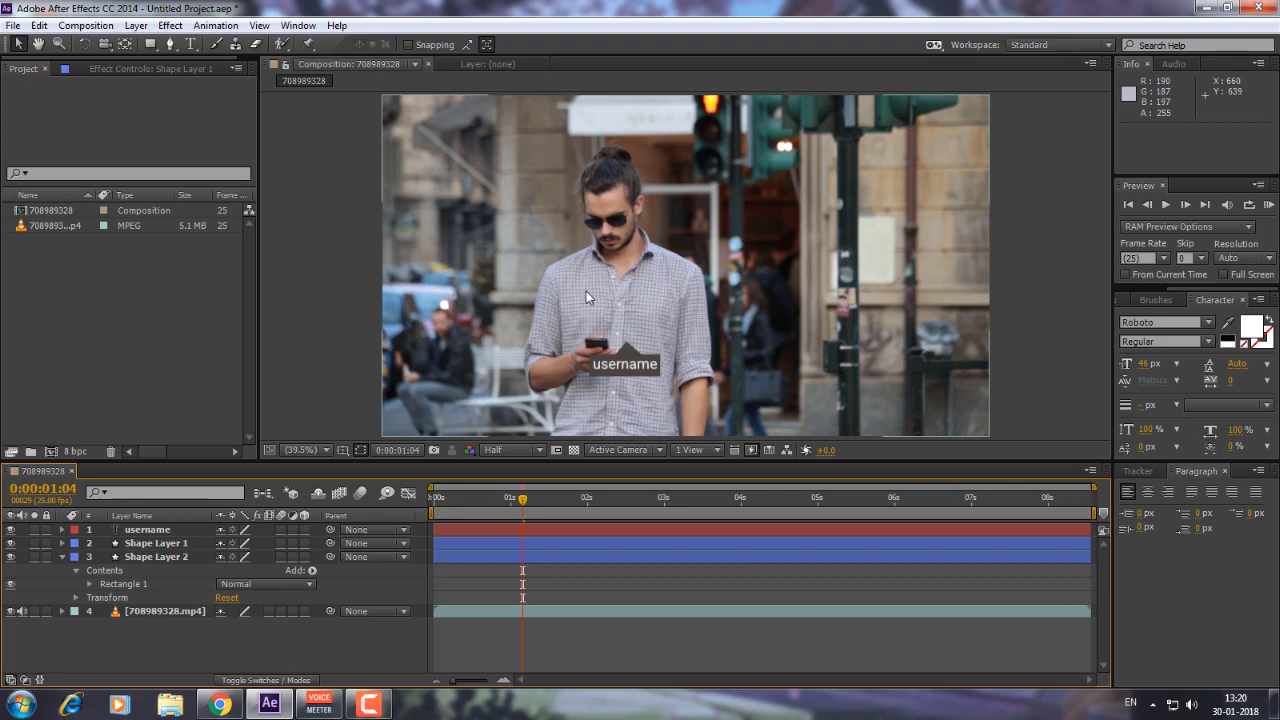 Adobe After Effects CC 2014 - Untitled Project.aep *
File Edit Composition Layer Effect Animation View Window Help
Snapping
Workspace: Standard
Search Help
Project
Effect Controls: Shape Layer 1
Composition: 708989328
Layer: (none)
708989328
Info
Audio
R : 190
G : 187
B : 197
A : 255
X : 660
Y : 639
Name Type Size Frame ...
708989328 Composition 25
7089893...p4 MPEG 5.1 MB 25
username
Preview
RAM Preview Options
Frame Rate Skip Resolution
(25) 0 Auto
From Current Time Full Screen
Brushes
Character
Roboto
Regular
46 px Auto
Metrics 0
- px
100 % 100 %
0 px 0 %
8 bpc
(39.5%) 0:00:01:04 Half Active Camera 1 View +0.0
708989328
0:00:01:04
00029 (25.00 fps)
:00s 01s 02s 03s 04s 05s 06s 07s 08s
# Layer Name Parent
1 T username None
2 Shape Layer 1 None
3 Shape Layer 2 None
Contents Add:
Rectangle 1 Normal
Transform Reset
4 [708989328.mp4] None
Tracker
Paragraph
0 px 0 px 0 px
0 px 0 px
Toggle Switches / Modes
Ae
VOICE
MEETER
EN
13:20
30-01-2018